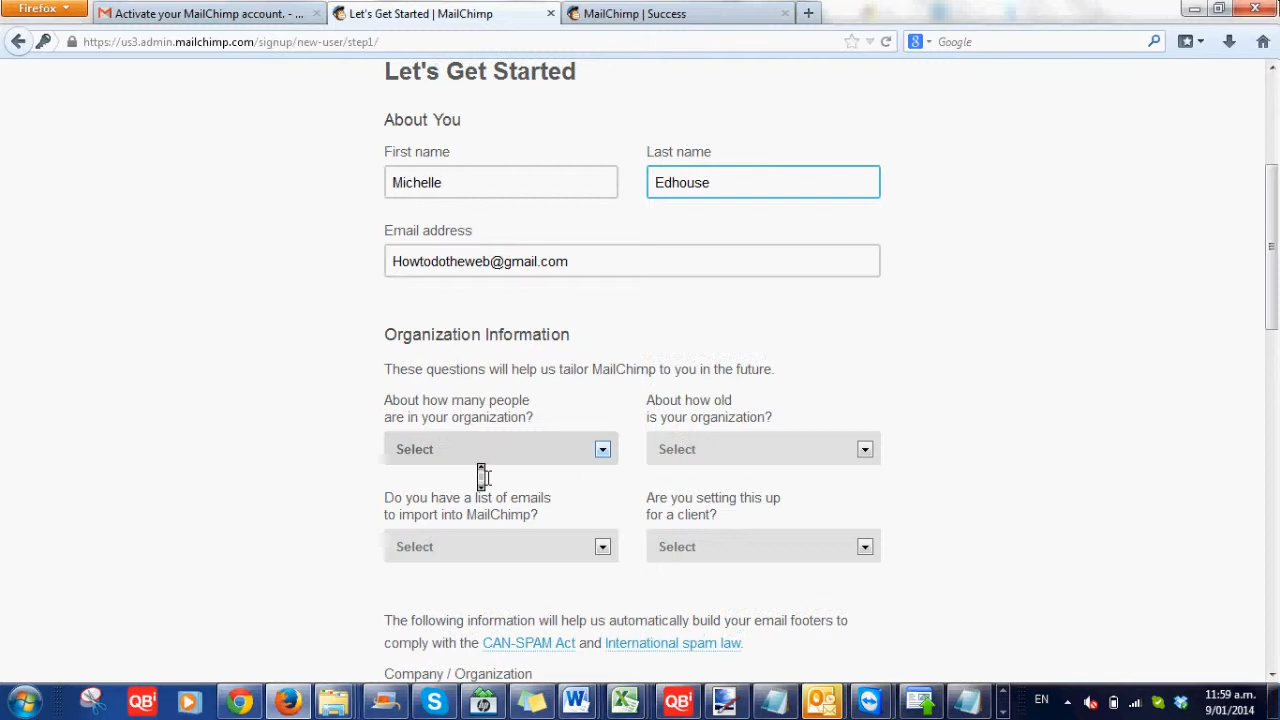 Firefox
Activate your MailChimp account. - ...
Let's Get Started | MailChimp
MailChimp | Success
https://us3.admin.mailchimp.com/signup/new-user/step1/
Google
Let's Get Started
About You
First name
Last name
Michelle
Edhouse
Email address
Howtodotheweb@gmail.com
Organization Information
These questions will help us tailor MailChimp to you in the future.
About how many people
are in your organization?
About how old
is your organization?
Select
Select
Do you have a list of emails
to import into MailChimp?
Are you setting this up
for a client?
Select
Select
The following information will help us automatically build your email footers to
comply with the CAN-SPAM Act and International spam law.
Company / Organization
EN
11:59 a.m.
9/01/2014